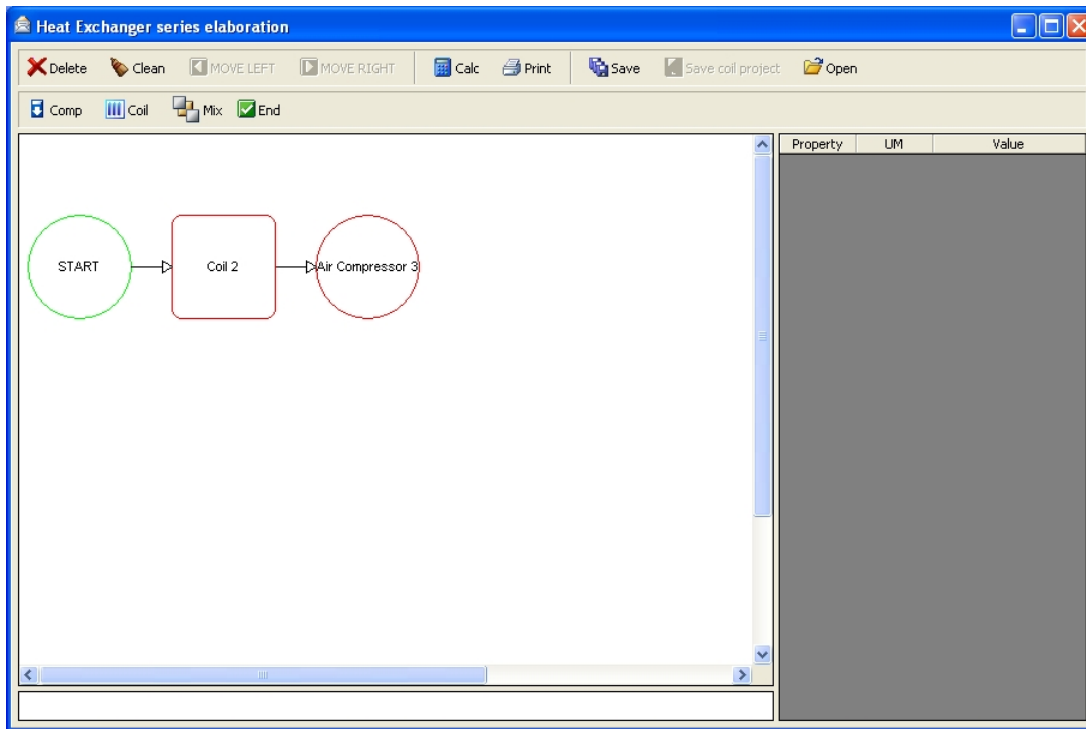 Heat Exchanger series elaboration
Delete Clean MOVE LEFT MOVE RIGHT Calc Print Save Save coil project Open
Comp Coil Mix End
Property UM Value
START Coil 2 Air Compressor 3